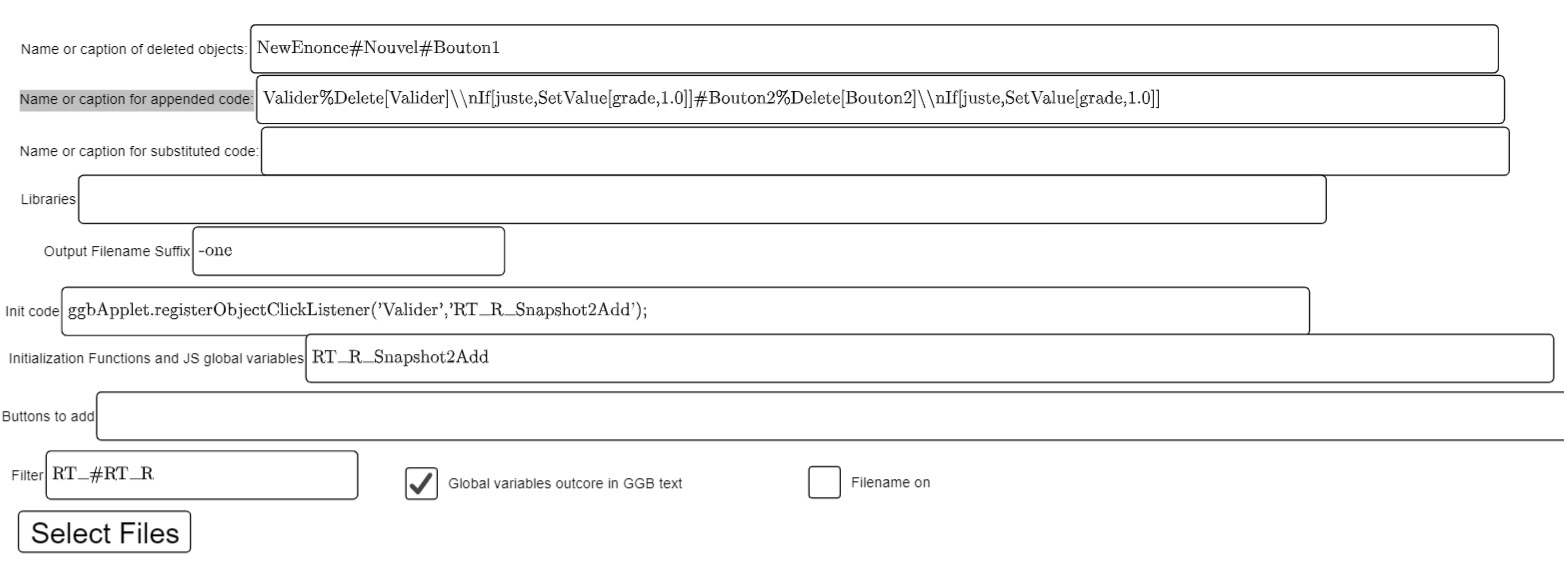 Name or caption of deleted objects: NewEnonce#Nouvel#Bouton1
Name or caption for appended code: Valider%Delete[Valider]\\nIf[juste,SetValue[grade,1.0]]#Bouton2%Delete[Bouton2]\\nIf[juste,SetValue[grade,1.0]]
Name or caption for substituted code:
Libraries
Output Filename Suffix -one
Init code ggbApplet.registerObjectClickListener('Valider','RT_R_Snapshot2Add');
Initialization Functions and JS global variables RT_R_Snapshot2Add
Buttons to add
Filter RT_#RT_R Global variables outcore in GGB text Filename on
Select Files